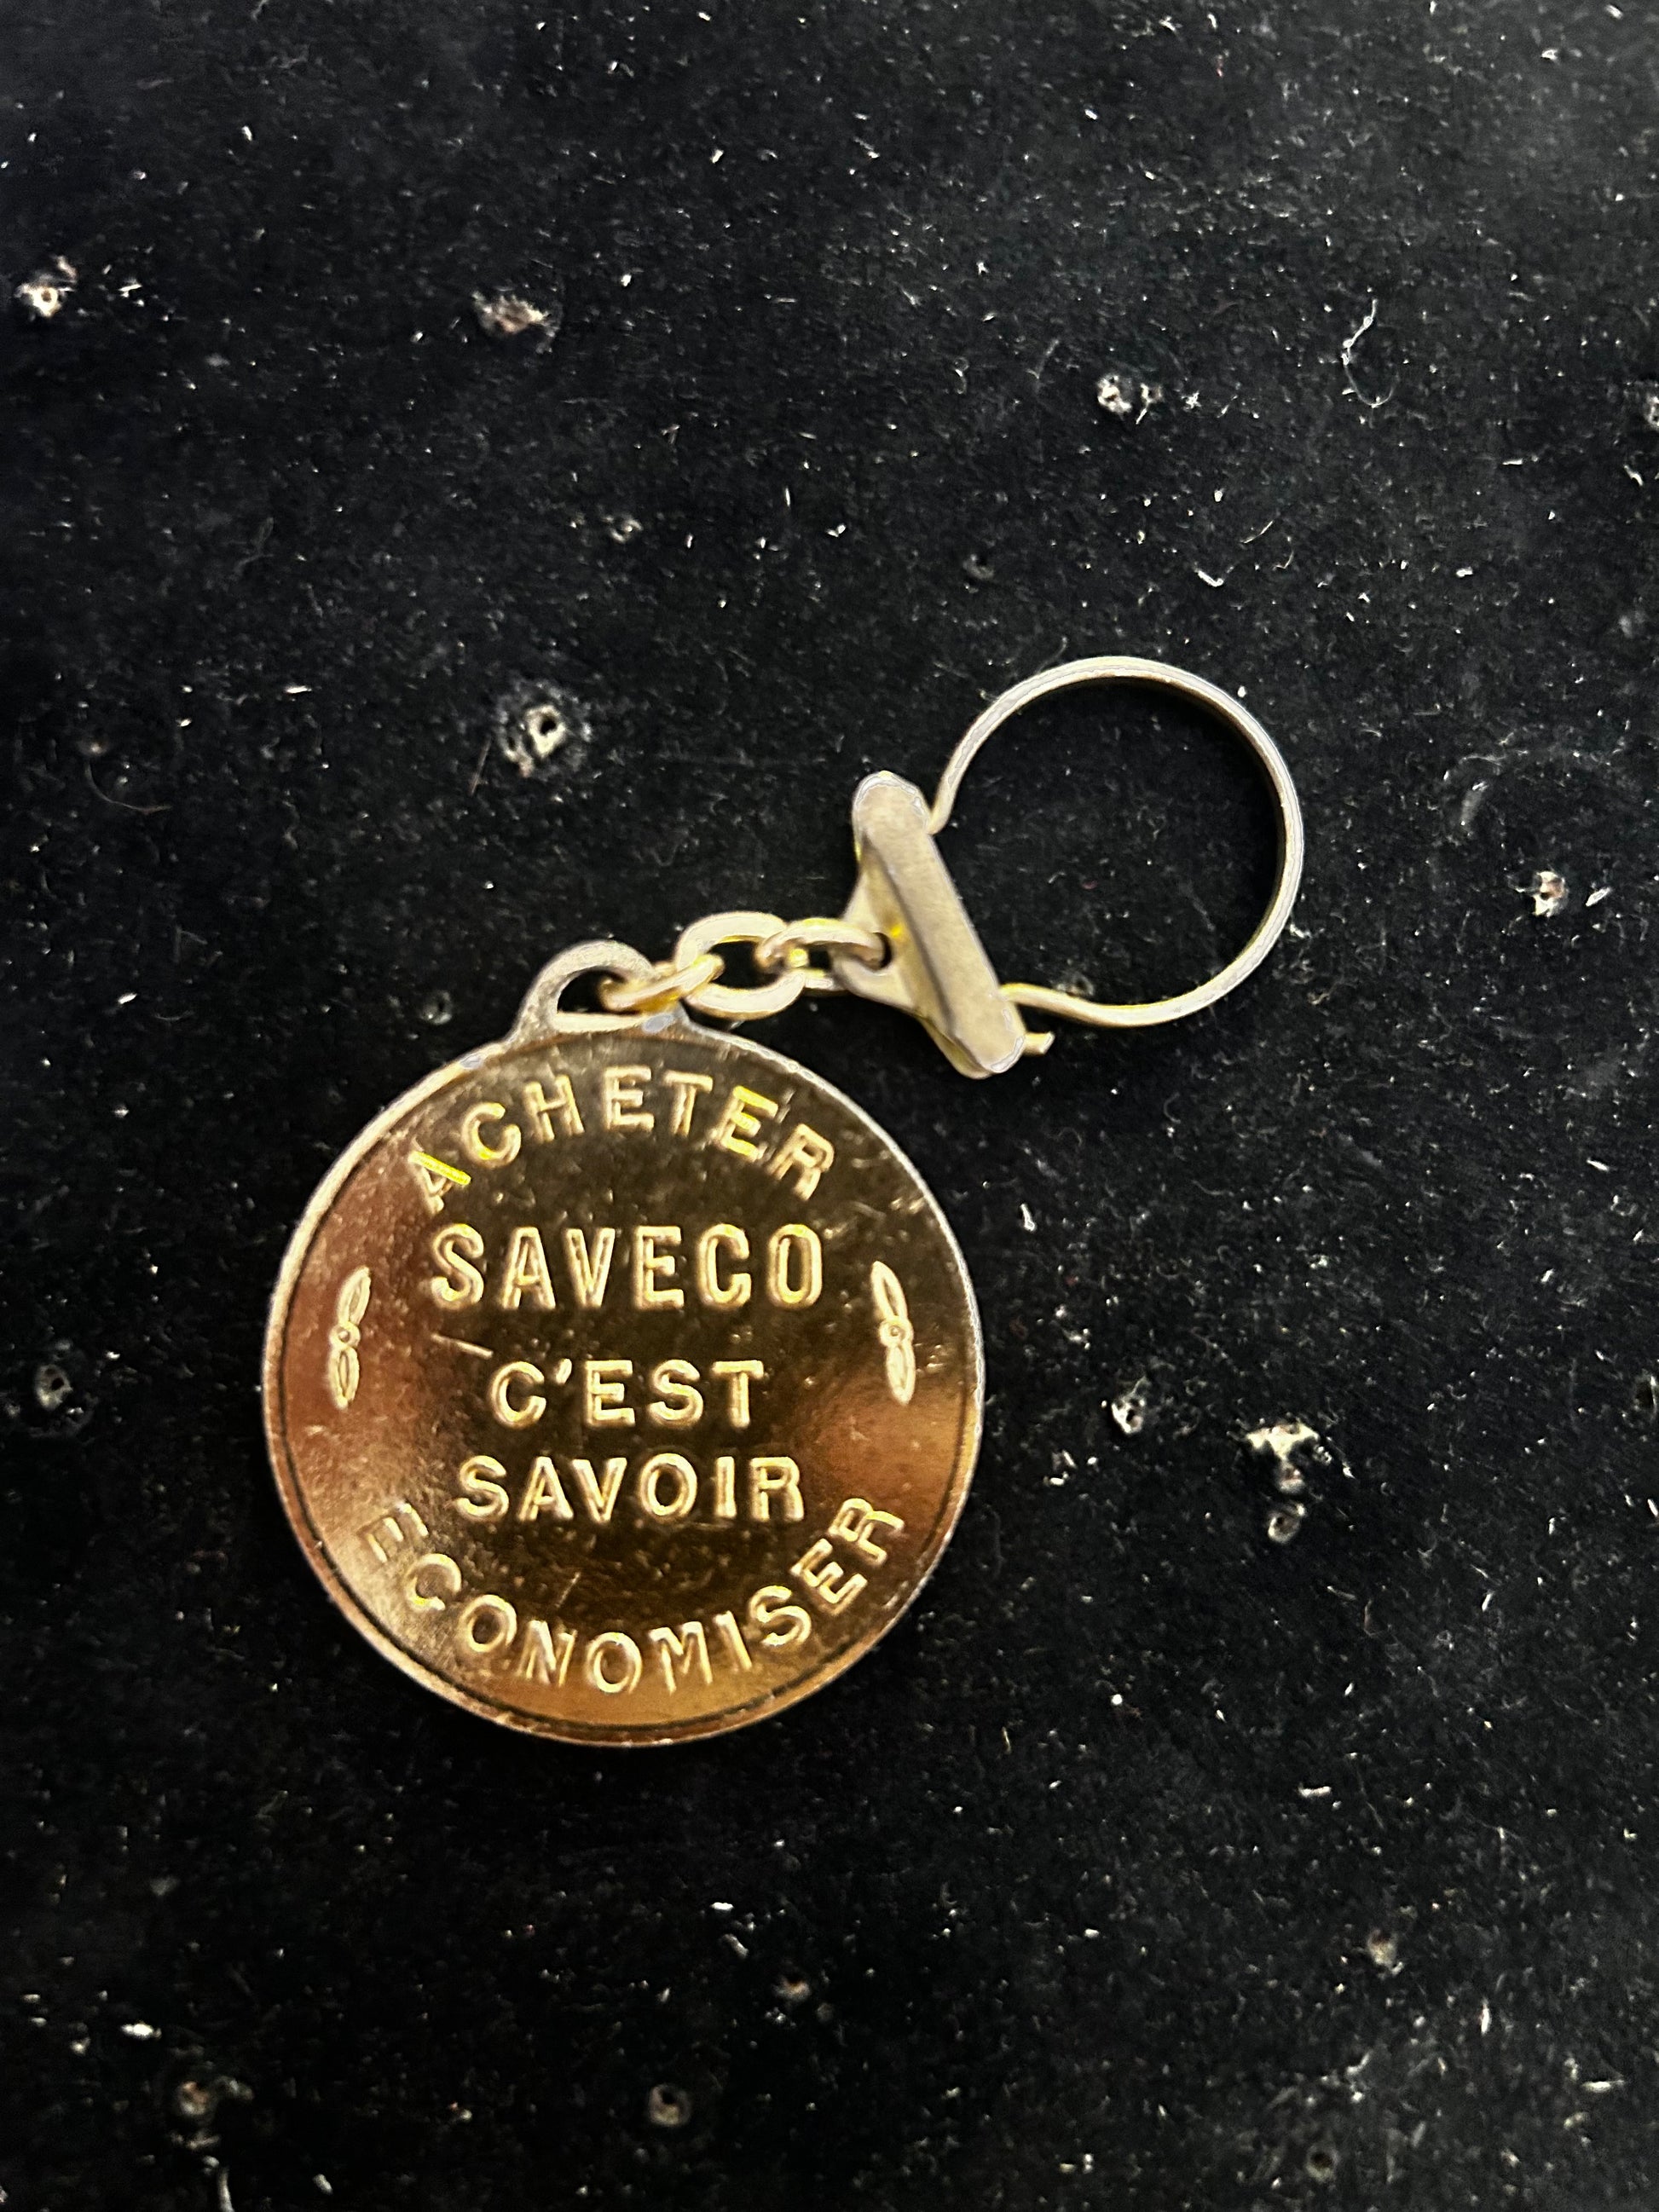 ACHETER
SAVECO
C'EST
SAVOIR
ECONOMISER